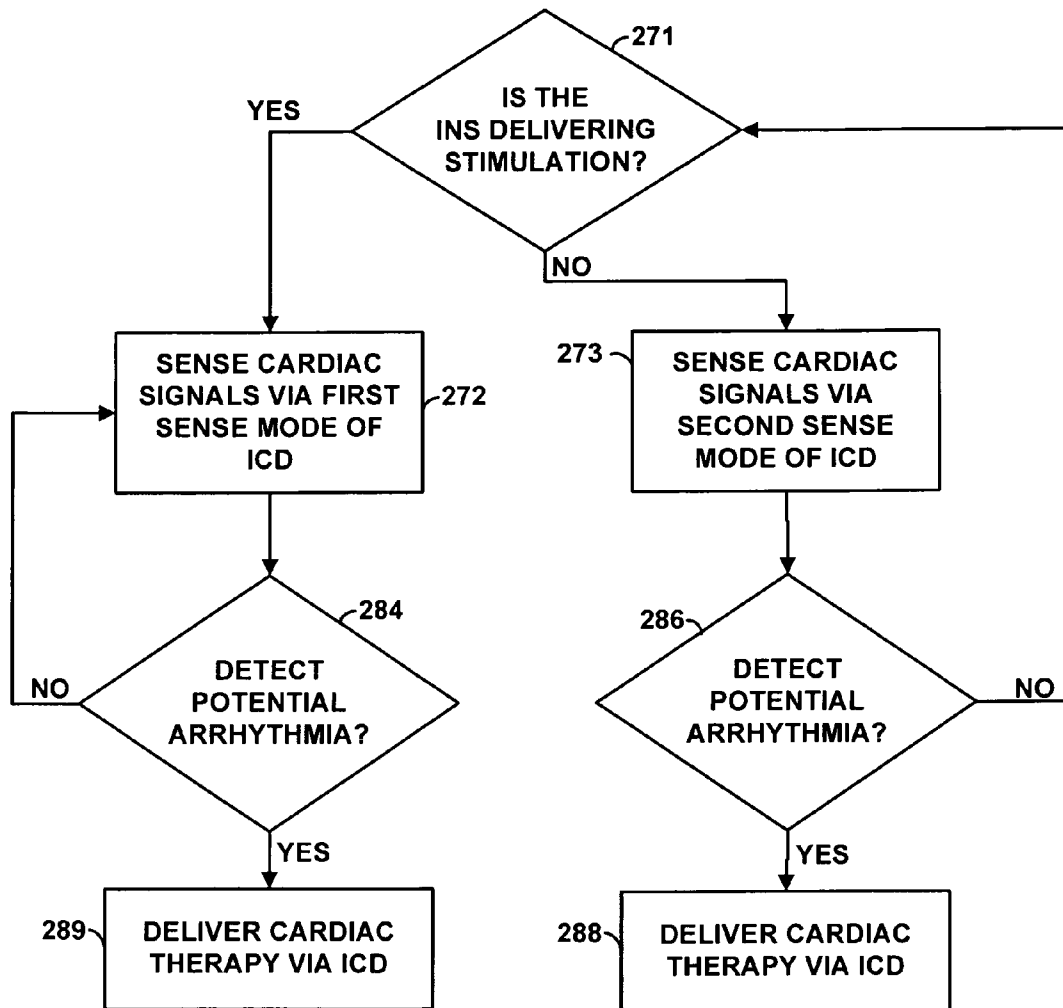 271
IS THE
INS DELIVERING
STIMULATION?
YES
NO
SENSE CARDIAC
SIGNALS VIA FIRST
SENSE MODE OF
ICD
272
273
SENSE CARDIAC
SIGNALS VIA
SECOND SENSE
MODE OF ICD
284
DETECT
POTENTIAL
ARRHYTHMIA?
NO
YES
286
DETECT
POTENTIAL
ARRHYTHMIA?
NO
YES
289
DELIVER CARDIAC
THERAPY VIA ICD
288
DELIVER CARDIAC
THERAPY VIA ICD